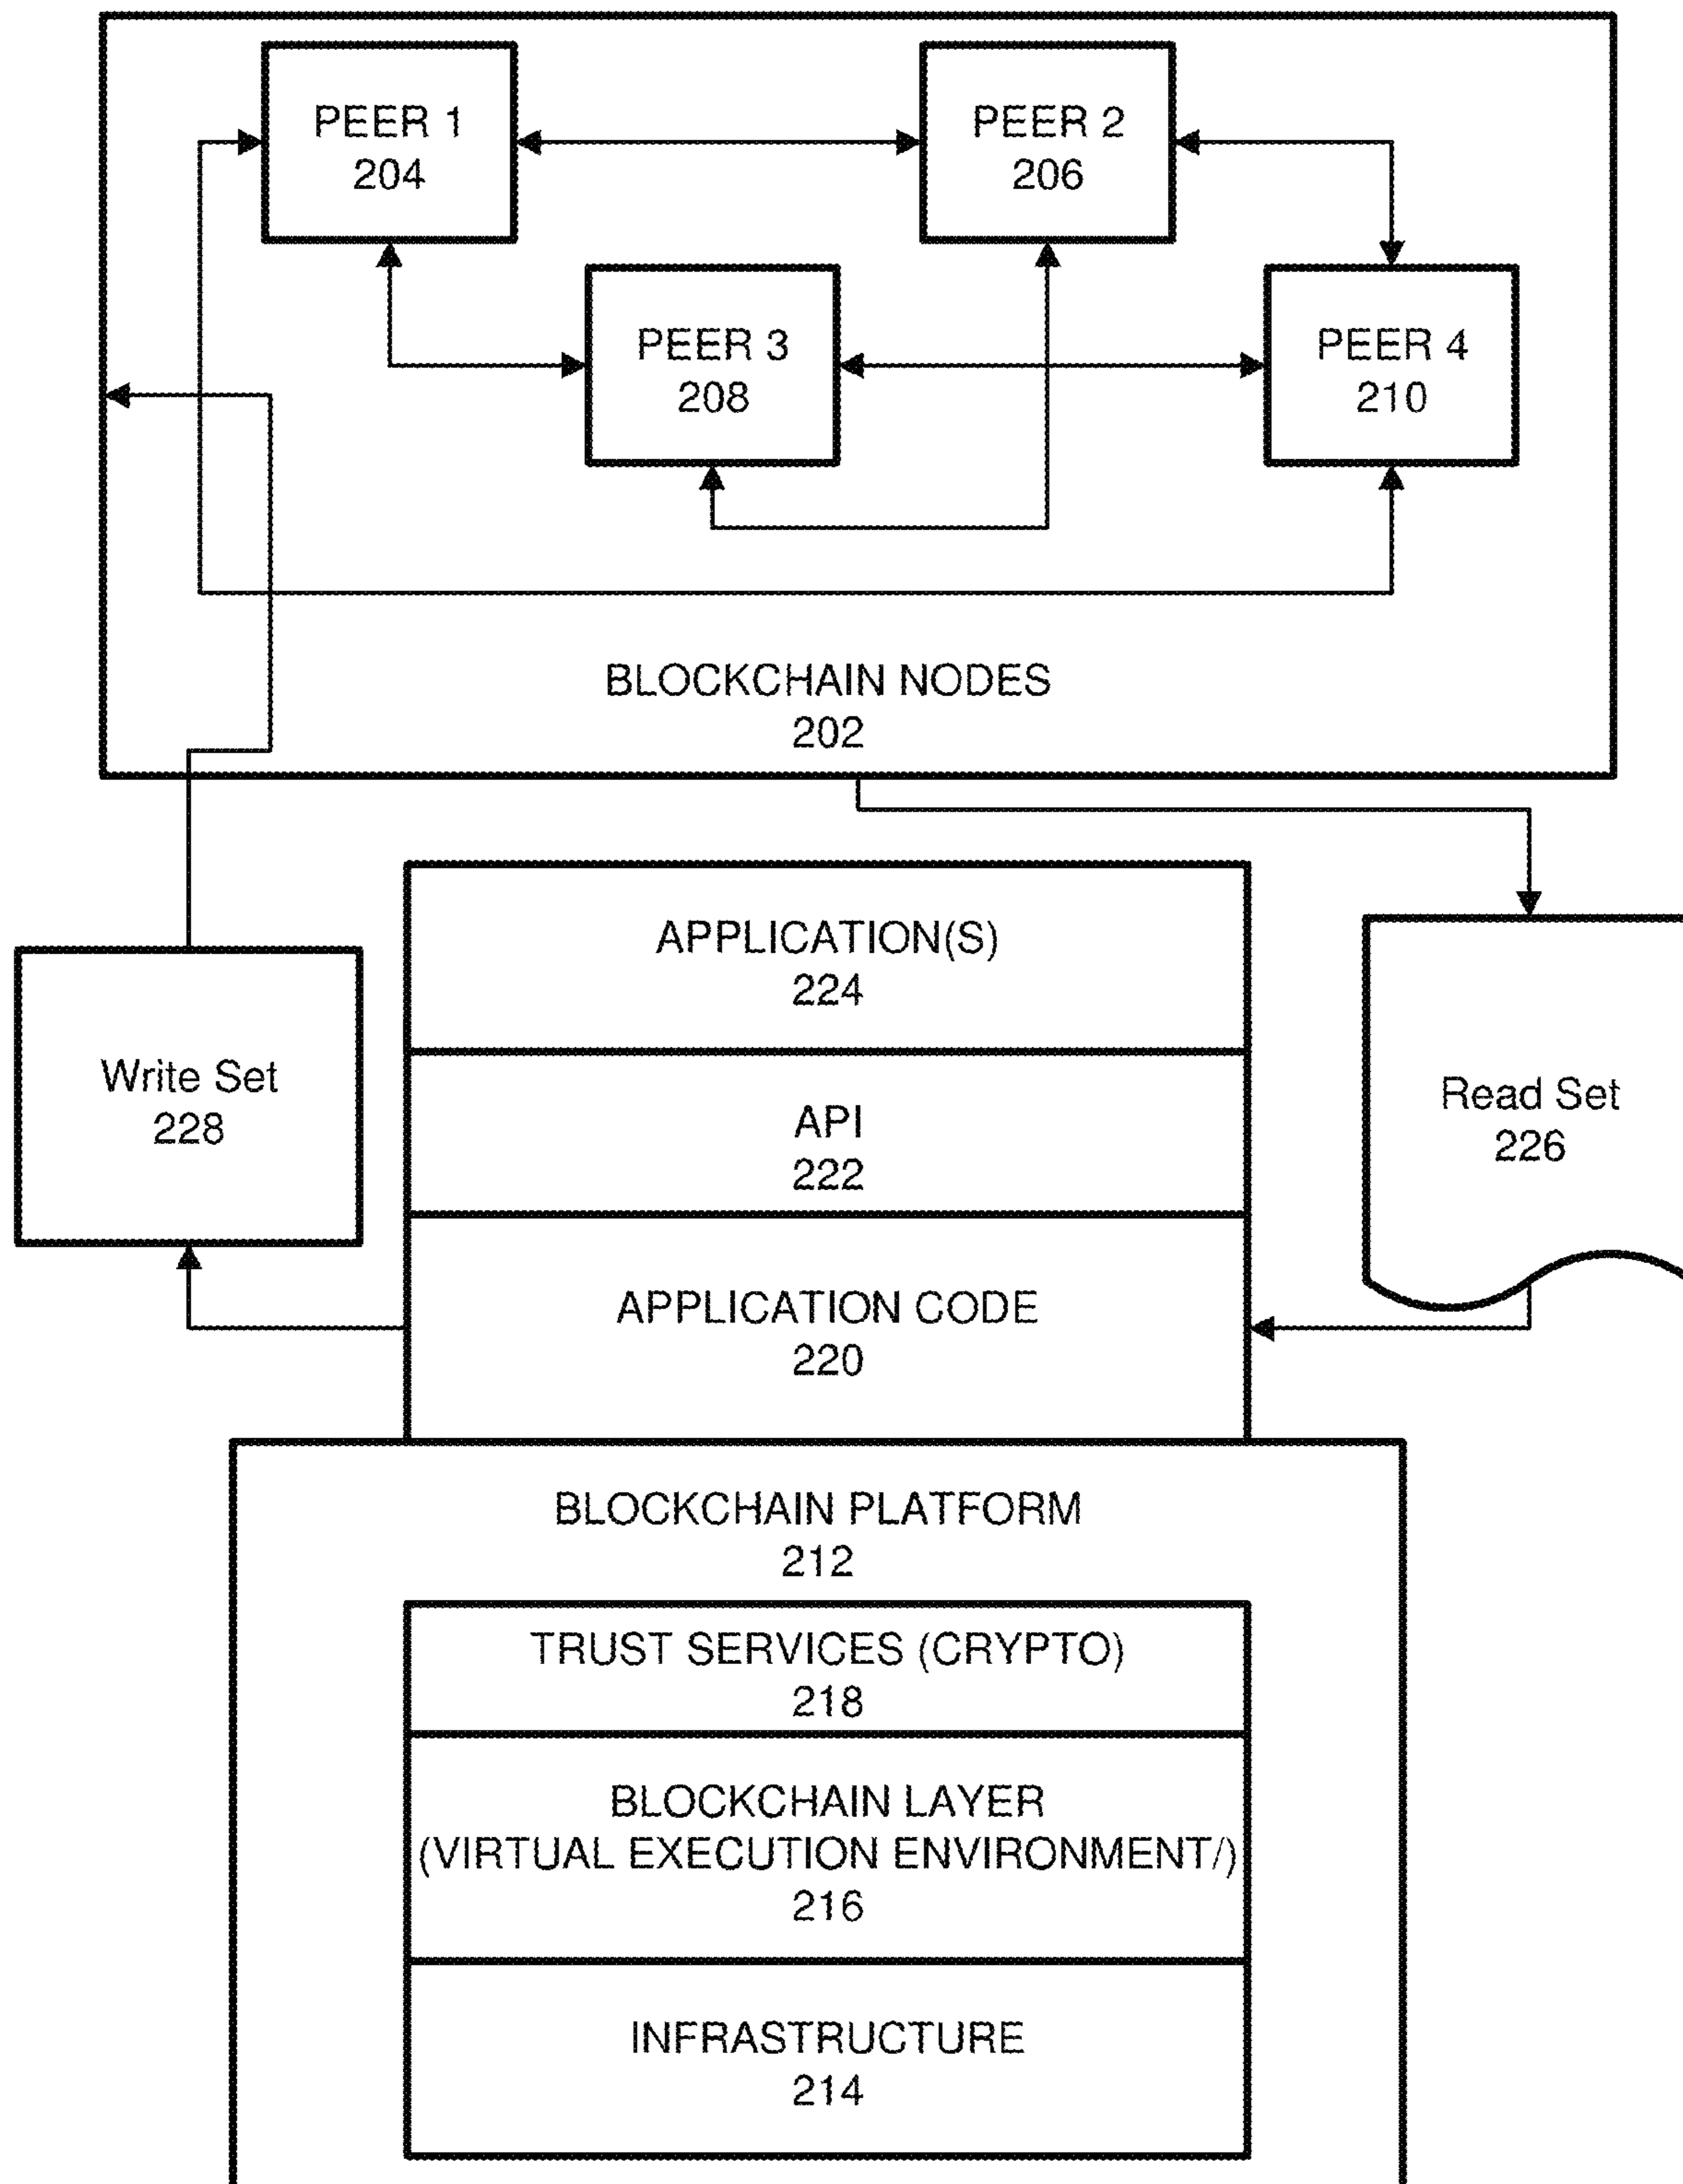 PEER 1
204
PEER 2
206
PEER 3
208
PEER 4
210
BLOCKCHAIN NODES
202
APPLICATION(S)
224
Write Set
228
API
222
Read Set
226
APPLICATION CODE
220
BLOCKCHAIN PLATFORM
212
TRUST SERVICES (CRYPTO)
218
BLOCKCHAIN LAYER
(VIRTUAL EXECUTION ENVIRONMENT/)
216
INFRASTRUCTURE
214